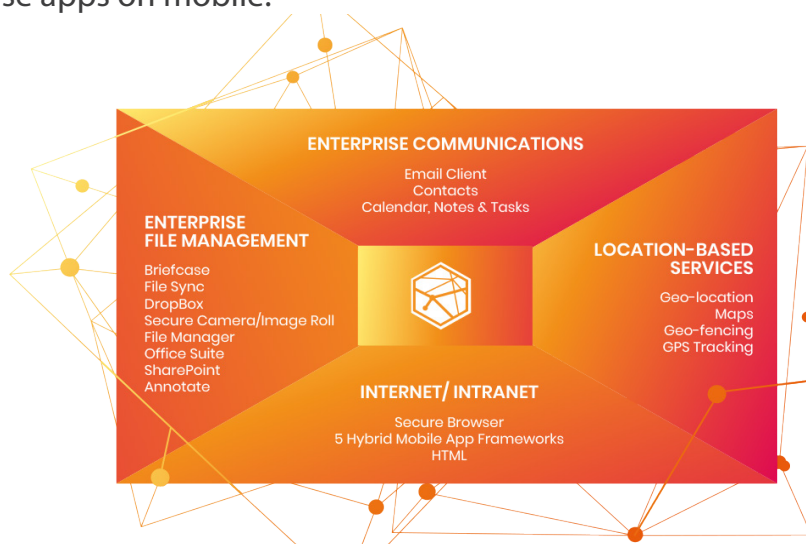 se apps on mobile.
ENTERPRISE COMMUNICATIONS
Email Client
Contacts
Calendar, Notes & Tasks
ENTERPRISE
FILE MANAGEMENT
Briefcase
File Sync
DropBox
Secure Camera/Image Roll
File Manager
Office Suite
SharePoint
Annotate
LOCATION-BASED
SERVICES
Geo-location
Maps
Geo-fencing
GPS Tracking
INTERNET/ INTRANET
Secure Browser
5 Hybrid Mobile App Frameworks
HTML